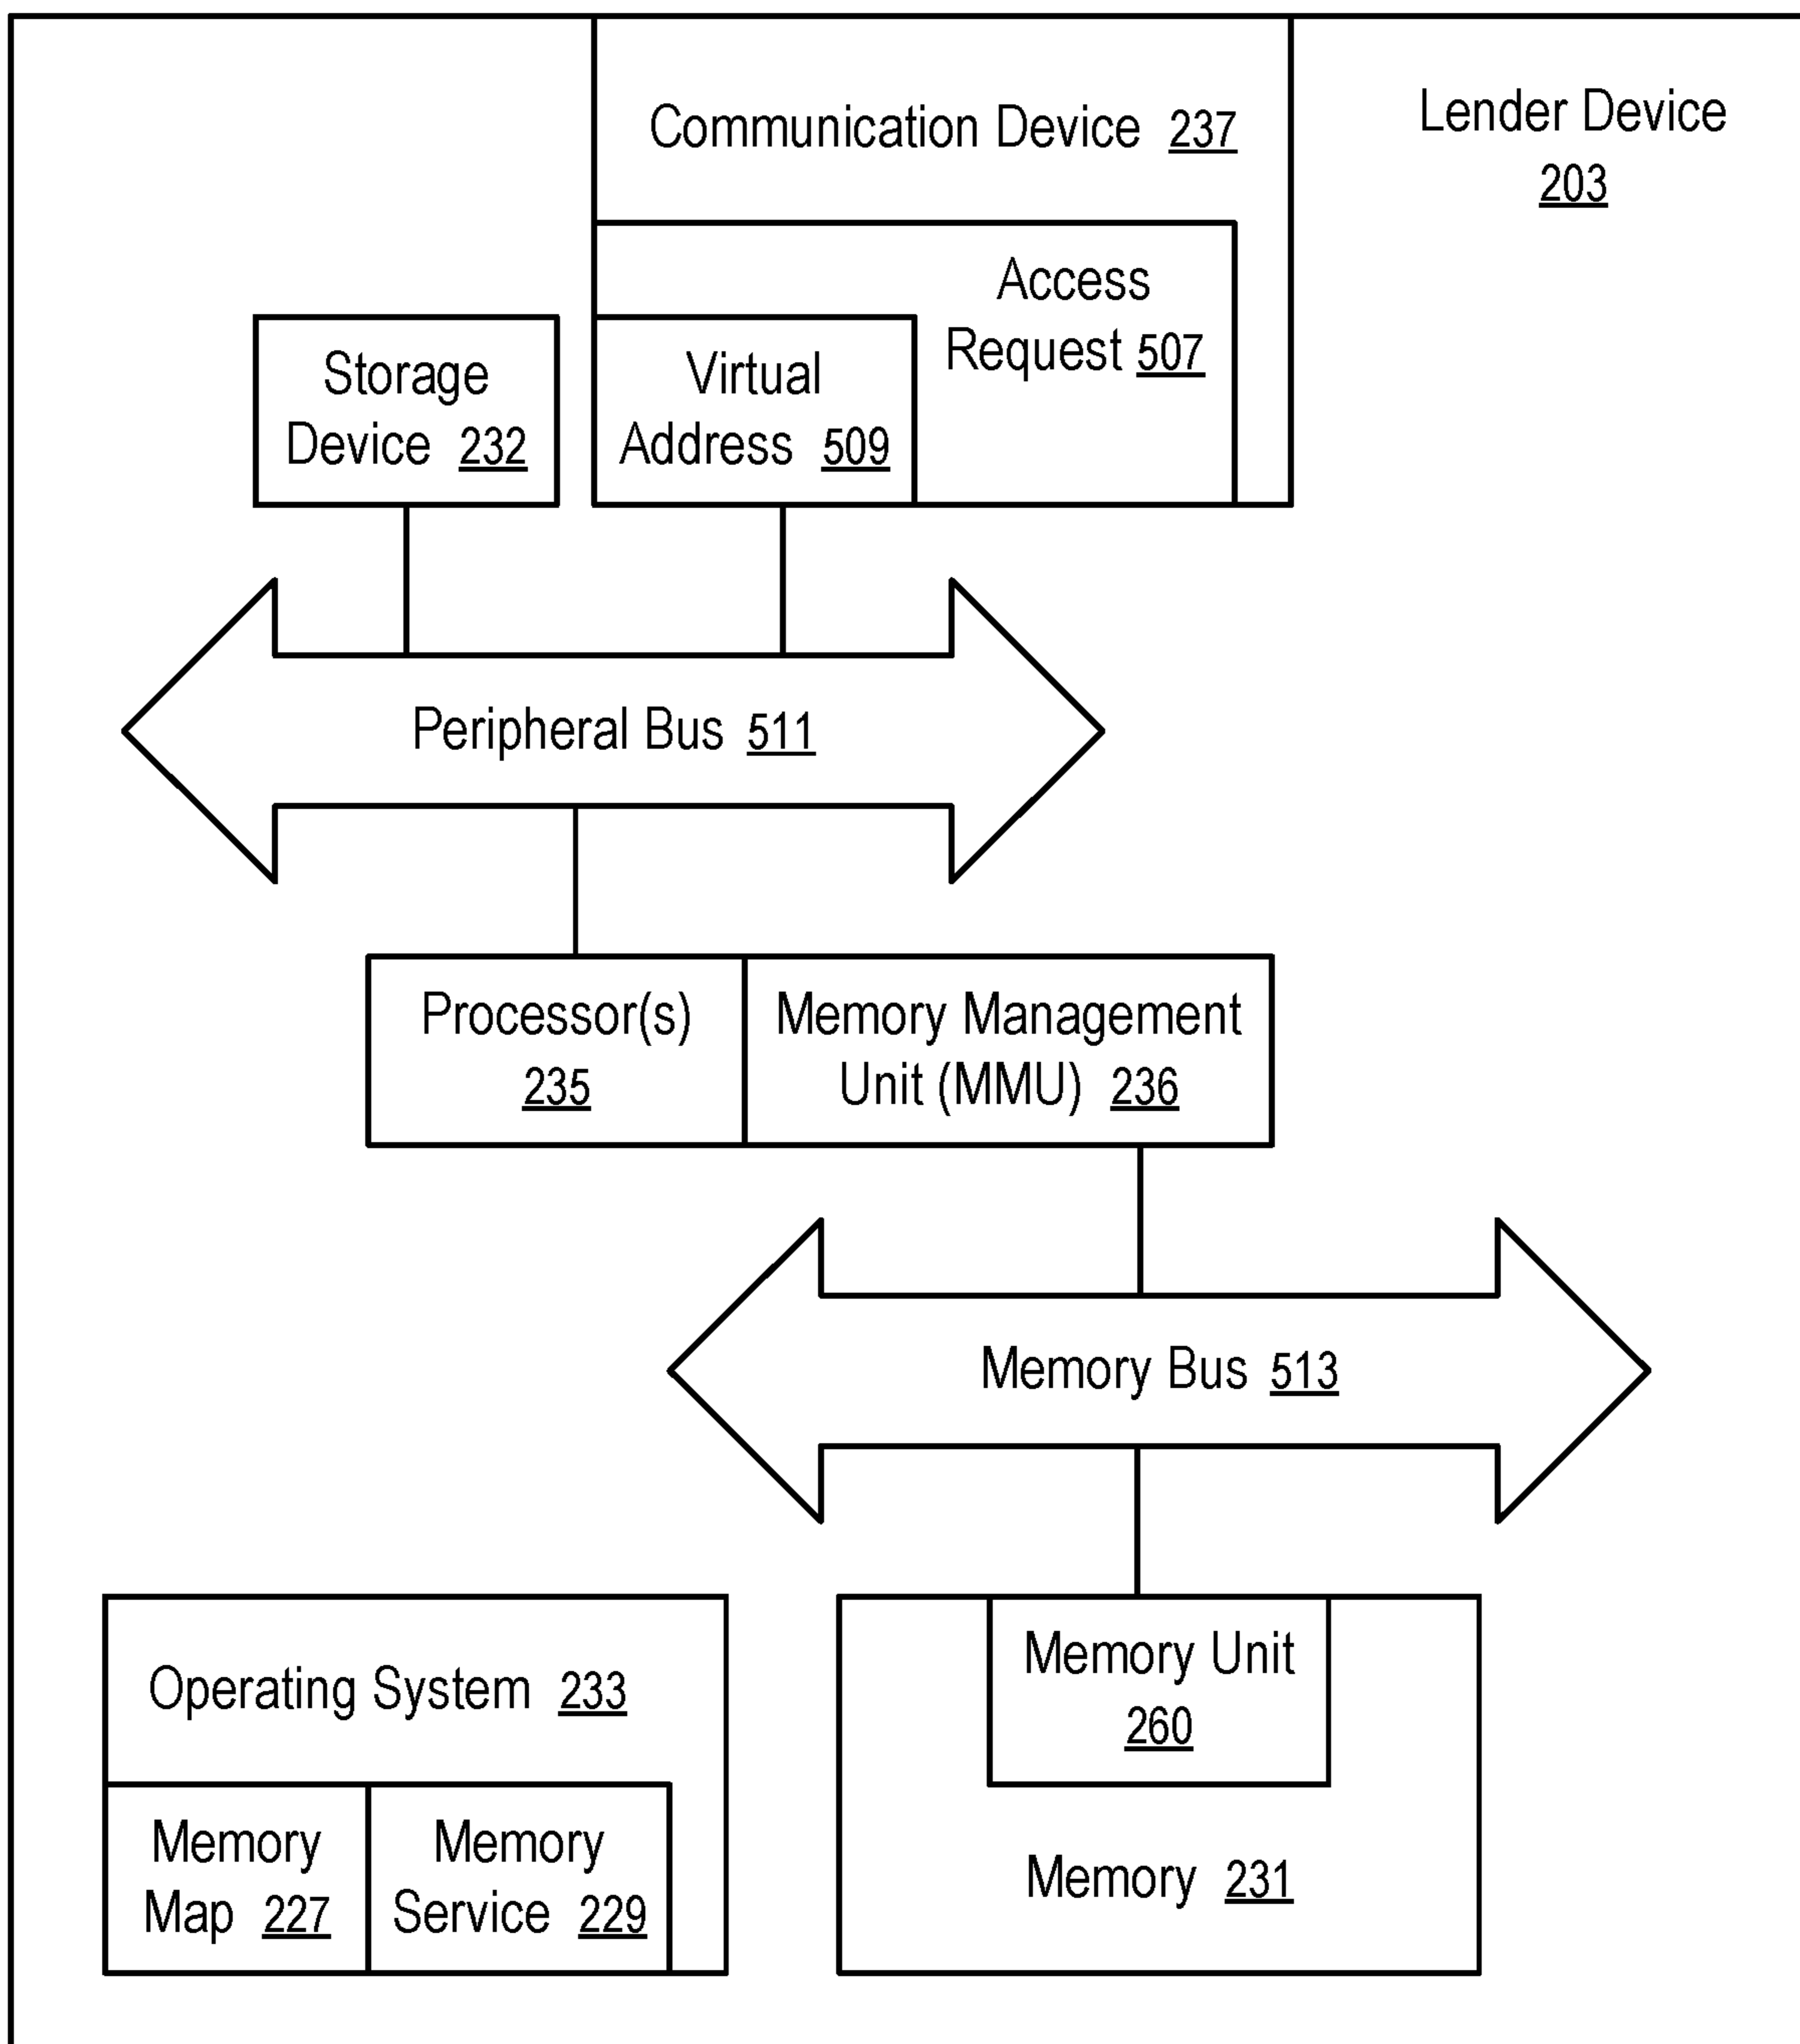 Communication Device 237
Lender Device
203
Access
Request 507
Storage
Device 232
Virtual
Address 509
Peripheral Bus 511
Processor(s)
235
Memory Management
Unit (MMU) 236
Memory Bus 513
Operating System 233
Memory
Map 227
Memory
Service 229
Memory Unit
260
Memory 231